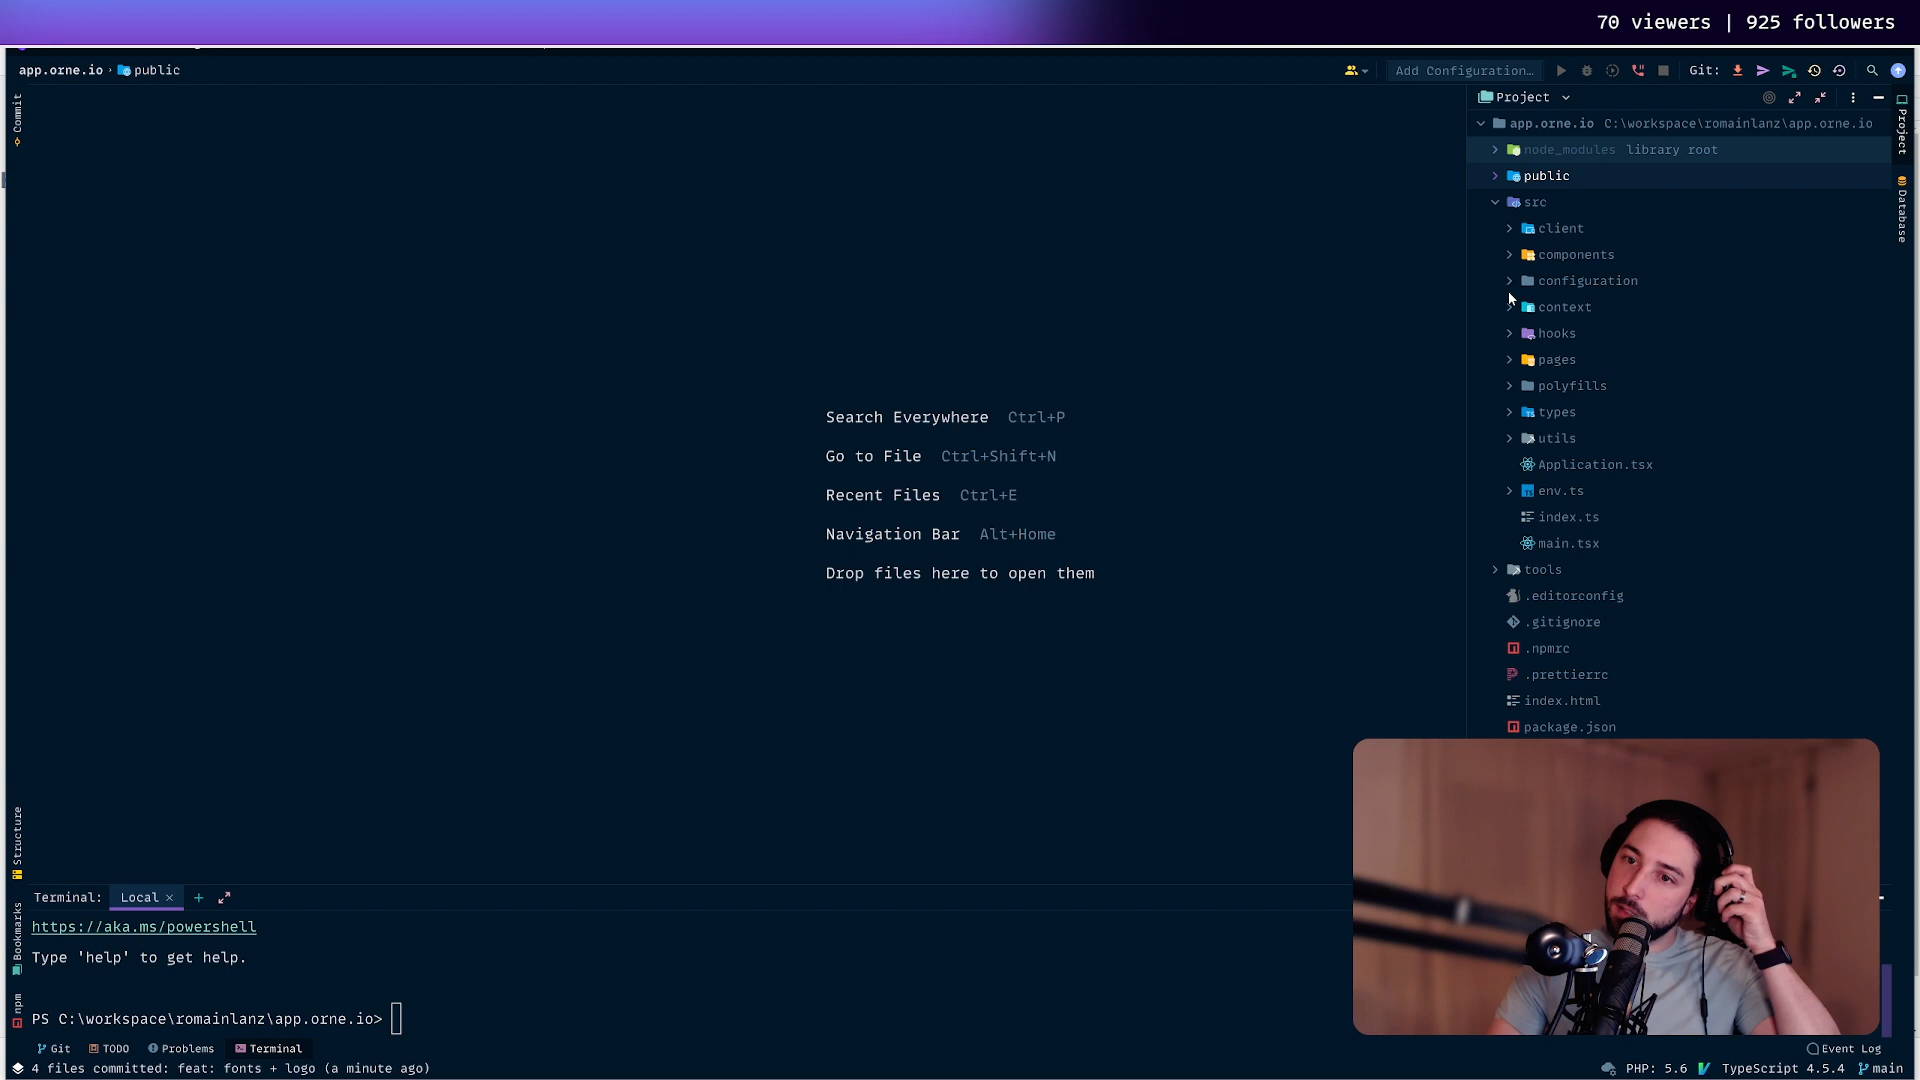 70 viewers | 925 followers
app.orne.io › public
Add Configuration…
Git:
Commit
Project
app.orne.io C:\workspace\romainlanz\app.orne.io
node_modules library root
public
src
client
components
configuration
context
hooks
pages
polyfills
types
utils
Application.tsx
env.ts
index.ts
main.tsx
tools
.editorconfig
.gitignore
.npmrc
.prettierrc
index.html
package.json
Project
Database
Search Everywhere Ctrl+P
Go to File Ctrl+Shift+N
Recent Files Ctrl+E
Navigation Bar Alt+Home
Drop files here to open them
Structure
Bookmarks
npm
Terminal: Local × +
https://aka.ms/powershell
Type 'help' to get help.
PS C:\workspace\romainlanz\app.orne.io>
Git TODO Problems Terminal
Event Log
4 files committed: feat: fonts + logo (a minute ago)
PHP: 5.6 TypeScript 4.5.4 main